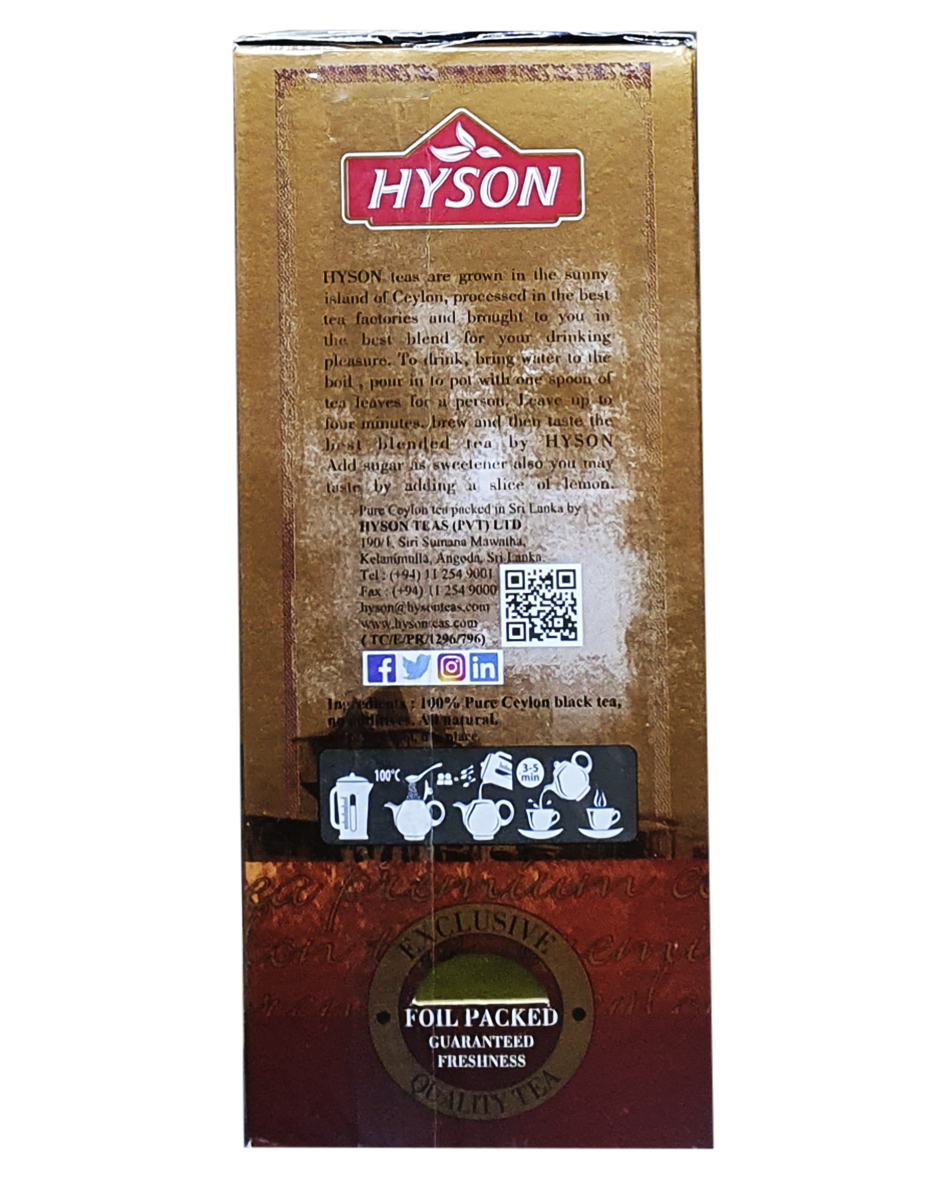 HYSON
HYSON teas are grown in the sunny
island of Ceylon, processed in the best
tea factories and brought to you in
the best blend for your drinking
pleasure. To drink, bring water to the
boil , pour in to pot with one spoon of
tea leaves for a person. Leave up to
four minutes. brew and then taste the
best blended tea by HYSON
Add sugar as sweetener also you may
taste by adding a slice of lemon.
Pure Ceylon tea packed in Sri Lanka by
HYSON TEAS (PVT) LTD
190/1, Siri Sumana Mawatha,
Kelanimulla, Angoda, Sri Lanka.
Tel : (+94) 11 254 9001
Fax : (+94) 11 254 9000
hyson@hysonteas.com
www.hysonteas.com
( TC/E/PR/1296/796)
Ingredients : 100% Pure Ceylon black tea,
no additives. All natural.
place.
100°C
3-5
min
premium
EXCLUSIVE
FOIL PACKED
GUARANTEED
FRESHNESS
QUALITY TEA